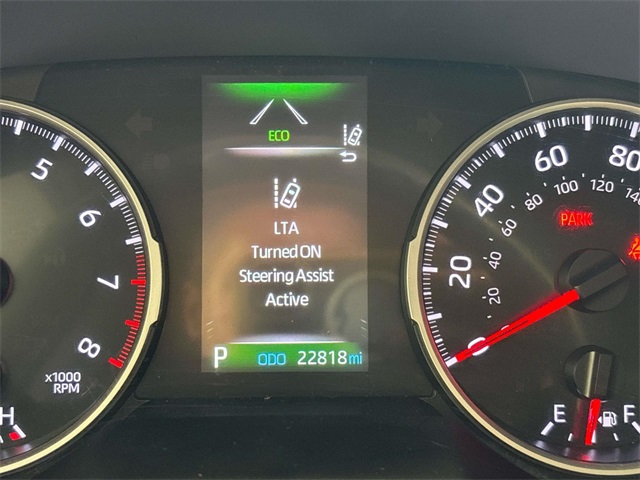 ECO
LTA
Turned ON
Steering Assist
Active
P ODO 22818 mi
5
6
7
8
x1000
RPM
H
0
20
40
60
80
20
40
60
80
100
120
PARK
E F